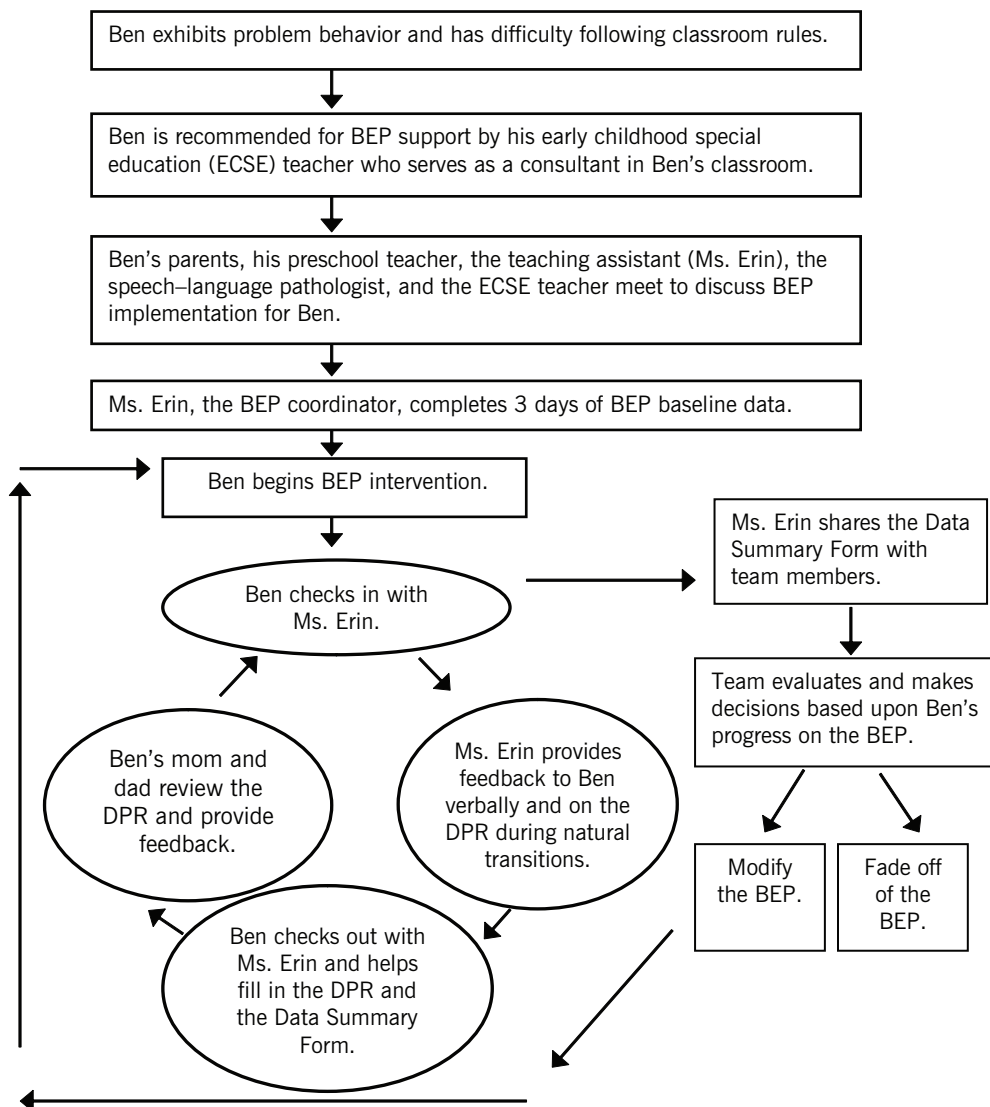 Ben exhibits problem behavior and has difficulty following classroom rules.
Ben is recommended for BEP support by his early childhood special
education (ECSE) teacher who serves as a consultant in Ben's classroom.
Ben's parents, his preschool teacher, the teaching assistant (Ms. Erin), the
speech–language pathologist, and the ECSE teacher meet to discuss BEP
implementation for Ben.
Ms. Erin, the BEP coordinator, completes 3 days of BEP baseline data.
Ben begins BEP intervention.
Ben checks in with
Ms. Erin.
Ms. Erin provides
feedback to Ben
verbally and on the
DPR during natural
transitions.
Ben checks out with
Ms. Erin and helps
fill in the DPR and
the Data Summary
Form.
Ben's mom and
dad review the
DPR and provide
feedback.
Ms. Erin shares the Data
Summary Form with
team members.
Team evaluates and makes
decisions based upon Ben's
progress on the BEP.
Modify
the BEP.
Fade off
of the
BEP.